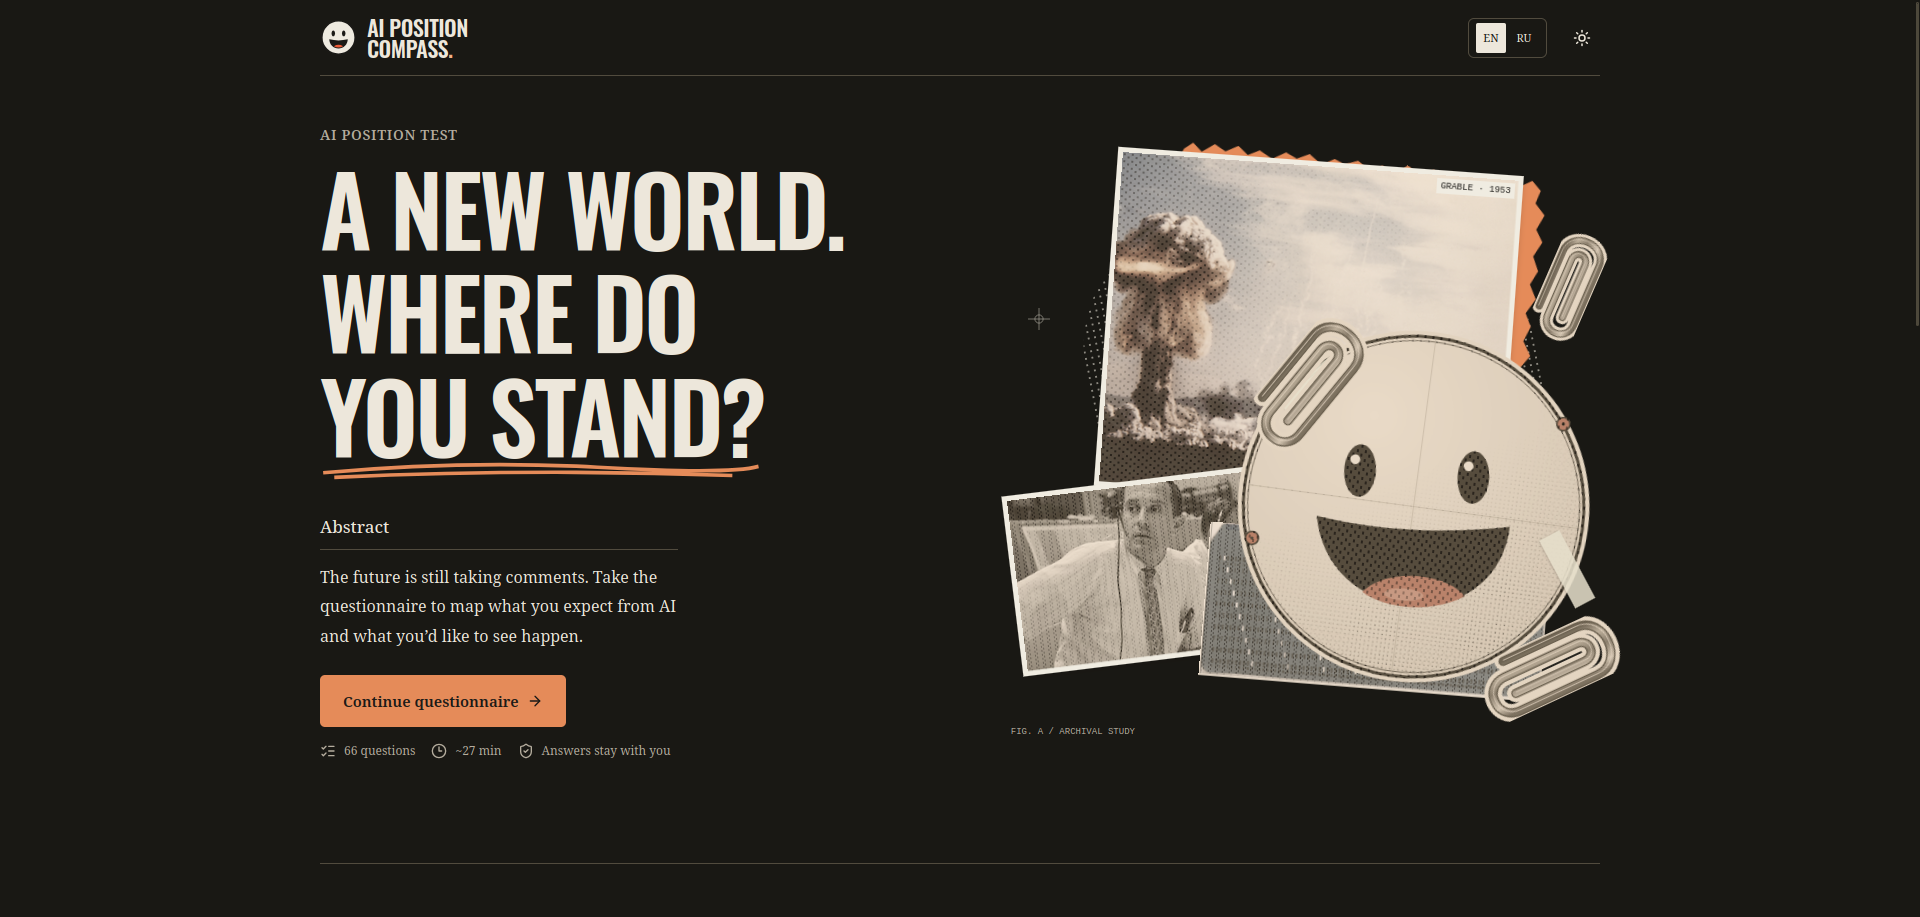 AI POSITION
COMPASS.
EN
RU
AI POSITION TEST
A NEW WORLD.
WHERE DO
YOU STAND?
Abstract
The future is still taking comments. Take the
questionnaire to map what you expect from AI
and what you’d like to see happen.
Continue questionnaire →
66 questions
~27 min
Answers stay with you
GRABLE - 1953
FIG. A / ARCHIVAL STUDY